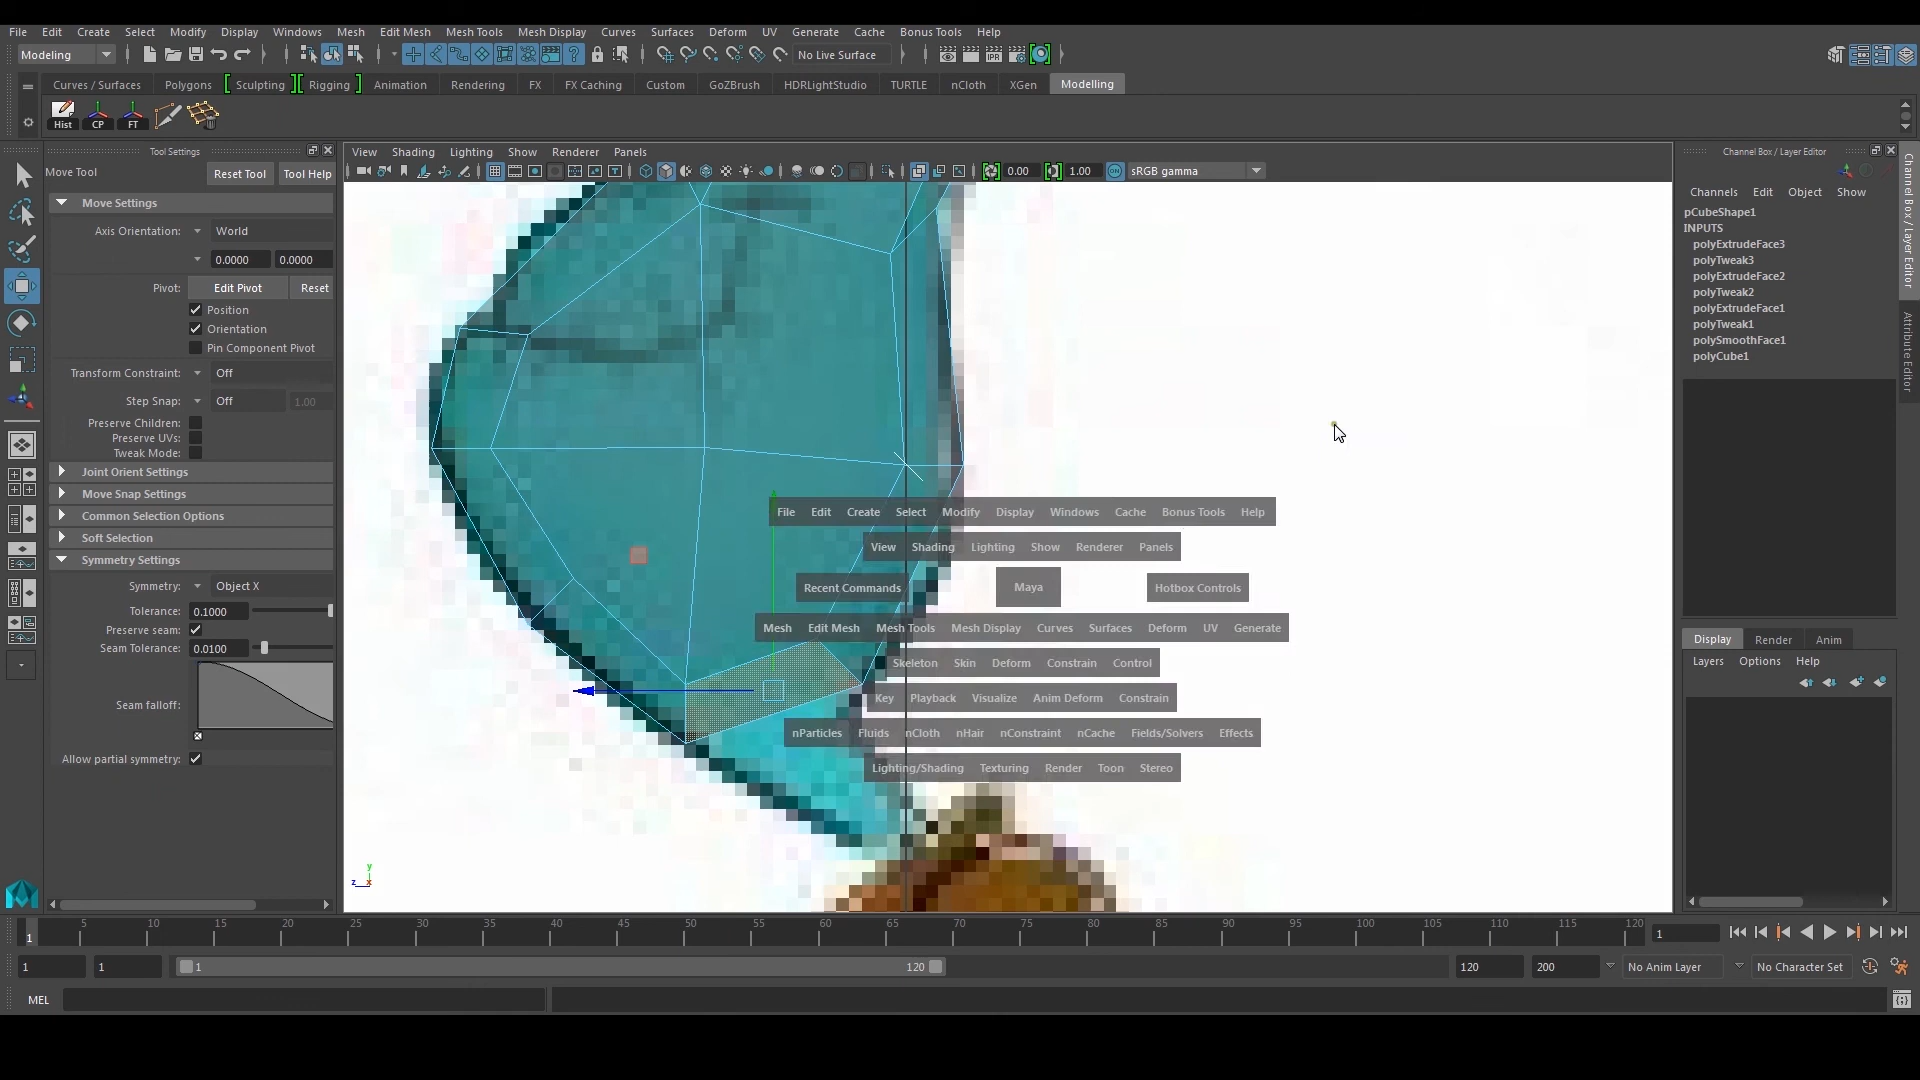 File Edit Create Select Modify Display Windows Mesh Edit Mesh Mesh Tools Mesh Display Curves Surfaces Deform UV Generate Cache Bonus Tools Help
Modeling No Live Surface
Curves / Surfaces Polygons Sculpting Rigging Animation Rendering FX FX Caching Custom GoZBrush HDRLightStudio TURTLE nCloth XGen Modelling
Hist CP FT
Tool Settings
Move Tool Reset Tool Tool Help
Move Settings
Axis Orientation: World
0.0000 0.0000
Pivot: Edit Pivot Reset
Position
Orientation
Pin Component Pivot
Transform Constraint: Off
Step Snap: Off 1.00
Preserve Children:
Preserve UVs:
Tweak Mode:
Joint Orient Settings
Move Snap Settings
Common Selection Options
Soft Selection
Symmetry Settings
Symmetry: Object X
Tolerance: 0.1000
Preserve seam:
Seam Tolerance: 0.0100
Seam falloff:
Allow partial symmetry:
View Shading Lighting Show Renderer Panels
IPR 0.00 1.00 ON sRGB gamma
File Edit Create Select Modify Display Windows Cache Bonus Tools Help
View Shading Lighting Show Renderer Panels
Recent Commands Maya Hotbox Controls
Mesh Edit Mesh Mesh Tools Mesh Display Curves Surfaces Deform UV Generate
Skeleton Skin Deform Constrain Control
Key Playback Visualize Anim Deform Constrain
nParticles Fluids nCloth nHair nConstraint nCache Fields/Solvers Effects
Lighting/Shading Texturing Render Toon Stereo
y
z x
Channel Box / Layer Editor
Channels Edit Object Show
pCubeShape1
INPUTS
polyExtrudeFace3
polyTweak3
polyExtrudeFace2
polyTweak2
polyExtrudeFace1
polyTweak1
polySmoothFace1
polyCube1
Display Render Anim
Layers Options Help
Channel Box / Layer Editor
Attribute Editor
1 5 10 15 20 25 30 35 40 45 50 55 60 65 70 75 80 85 90 95 100 105 110 115 120 1
1 1 1 120 120 200 No Anim Layer No Character Set
MEL